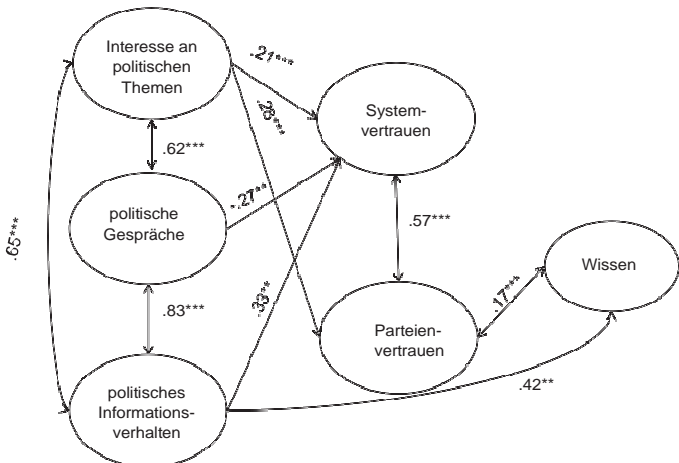 Interesse an
politischen
Themen
.21***
.26***
System-
vertrauen
.62***
politische
Gespräche
-.27**
.57***
.65***
Wissen
.83***
.33**
.17***
Parteien-
vertrauen
.42**
politisches
Informations-
verhalten